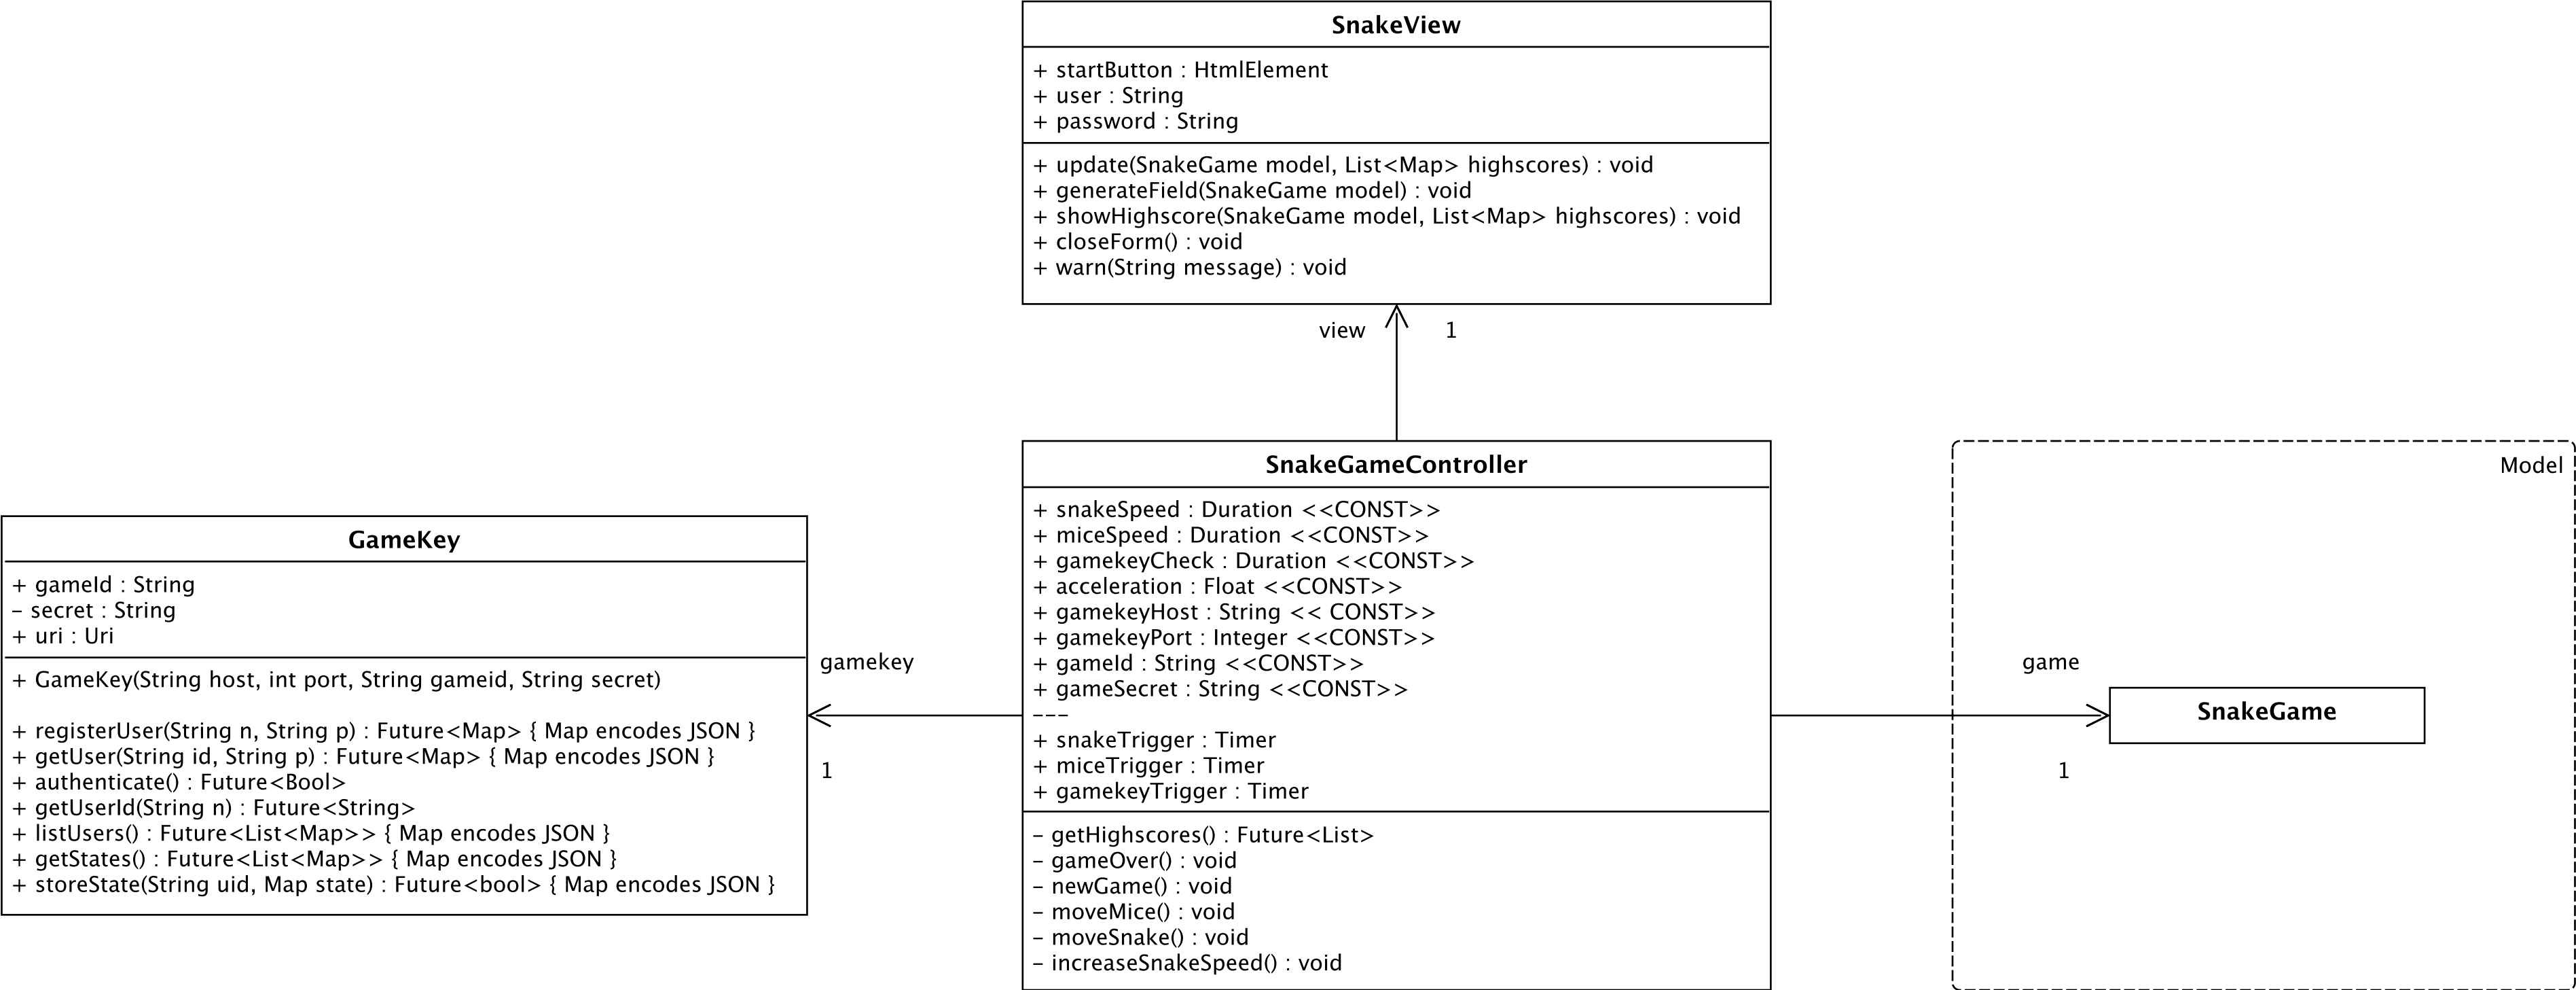 SnakeView
+ startButton : HtmlElement
+ user : String
+ password : String
+ update(SnakeGame model, List<Map> highscores) : void
+ generateField(SnakeGame model) : void
+ showHighscore(SnakeGame model, List<Map> highscores) : void
+ closeForm() : void
+ warn(String message) : void
view 1
GameKey
+ gameId : String
- secret : String
+ uri : Uri
+ GameKey(String host, int port, String gameid, String secret)
+ registerUser(String n, String p) : Future<Map> { Map encodes JSON }
+ getUser(String id, String p) : Future<Map> { Map encodes JSON }
+ authenticate() : Future<Bool>
+ getUserId(String n) : Future<String>
+ listUsers() : Future<List<Map>> { Map encodes JSON }
+ getStates() : Future<List<Map>> { Map encodes JSON }
+ storeState(String uid, Map state) : Future<bool> { Map encodes JSON }
gamekey
1
SnakeGameController
+ snakeSpeed : Duration <<CONST>>
+ miceSpeed : Duration <<CONST>>
+ gamekeyCheck : Duration <<CONST>>
+ acceleration : Float <<CONST>>
+ gamekeyHost : String << CONST>>
+ gamekeyPort : Integer <<CONST>>
+ gameId : String <<CONST>>
+ gameSecret : String <<CONST>>
---
+ snakeTrigger : Timer
+ miceTrigger : Timer
+ gamekeyTrigger : Timer
- getHighscores() : Future<List>
- gameOver() : void
- newGame() : void
- moveMice() : void
- moveSnake() : void
- increaseSnakeSpeed() : void
Model
game
SnakeGame
1